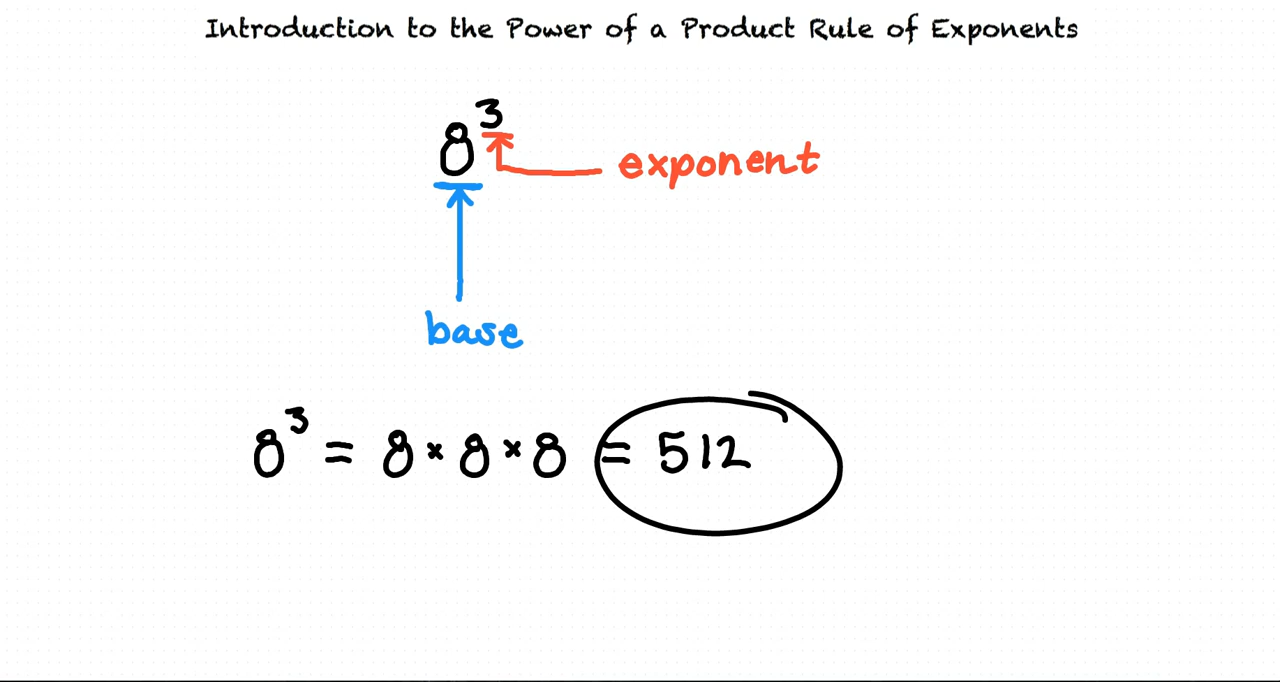 Introduction to the Power of a Product Rule of Exponents
8³
exponent
base
8³ = 8 × 8 × 8 = 512